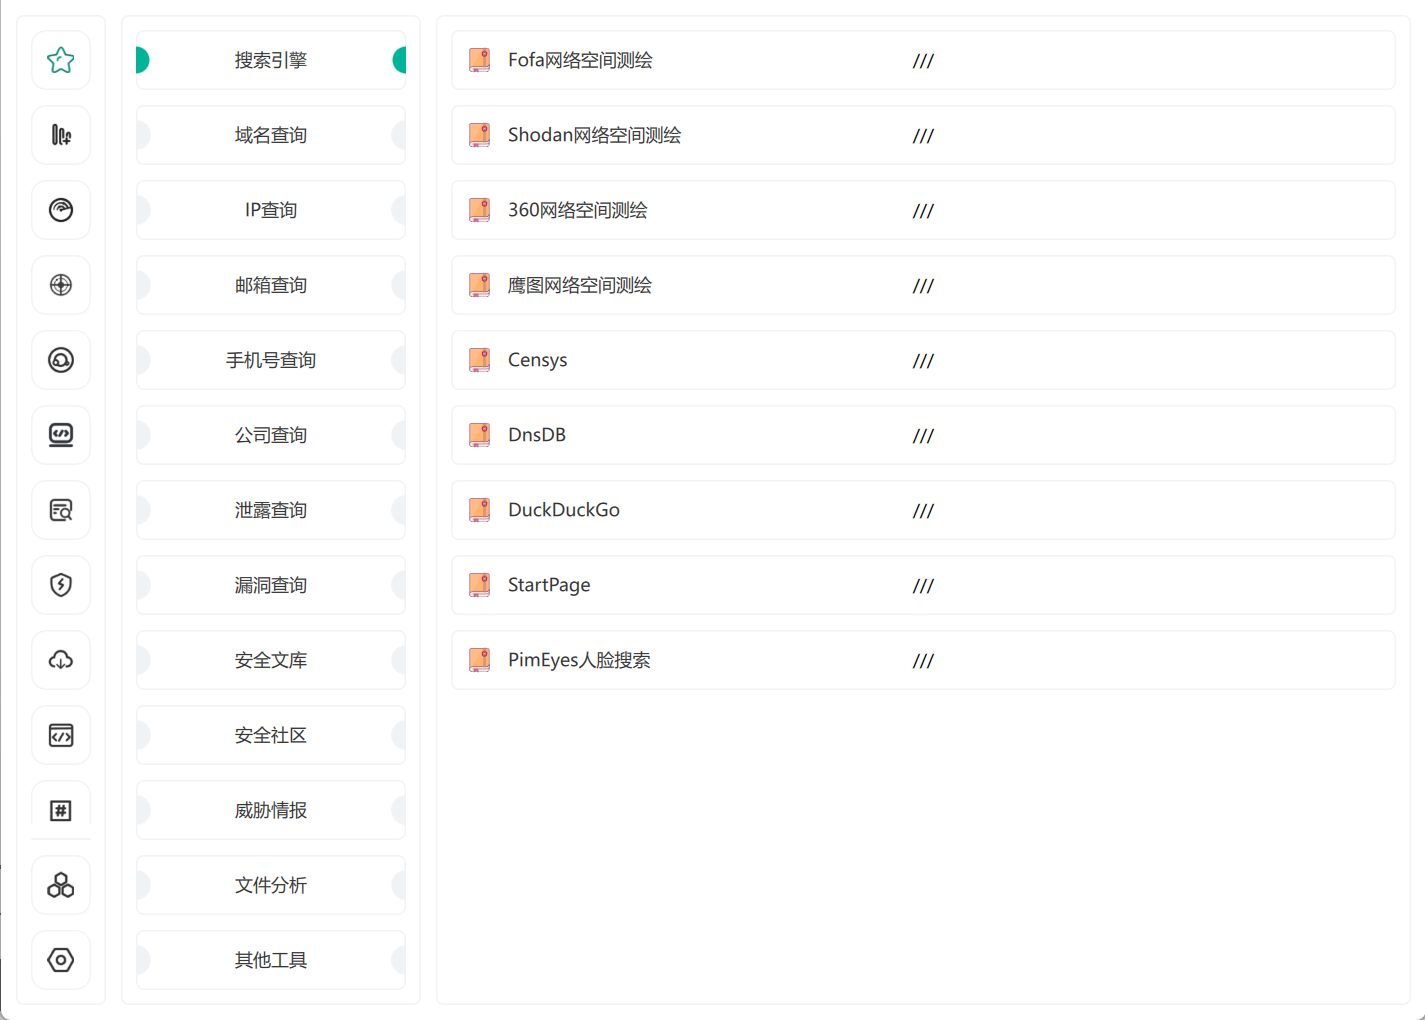 搜索引擎
域名查询
IP查询
邮箱查询
手机号查询
公司查询
泄露查询
漏洞查询
安全文库
安全社区
威胁情报
文件分析
其他工具
Fofa网络空间测绘 ///
Shodan网络空间测绘 ///
360网络空间测绘 ///
鹰图网络空间测绘 ///
Censys ///
DnsDB ///
DuckDuckGo ///
StartPage ///
PimEyes人脸搜索 ///